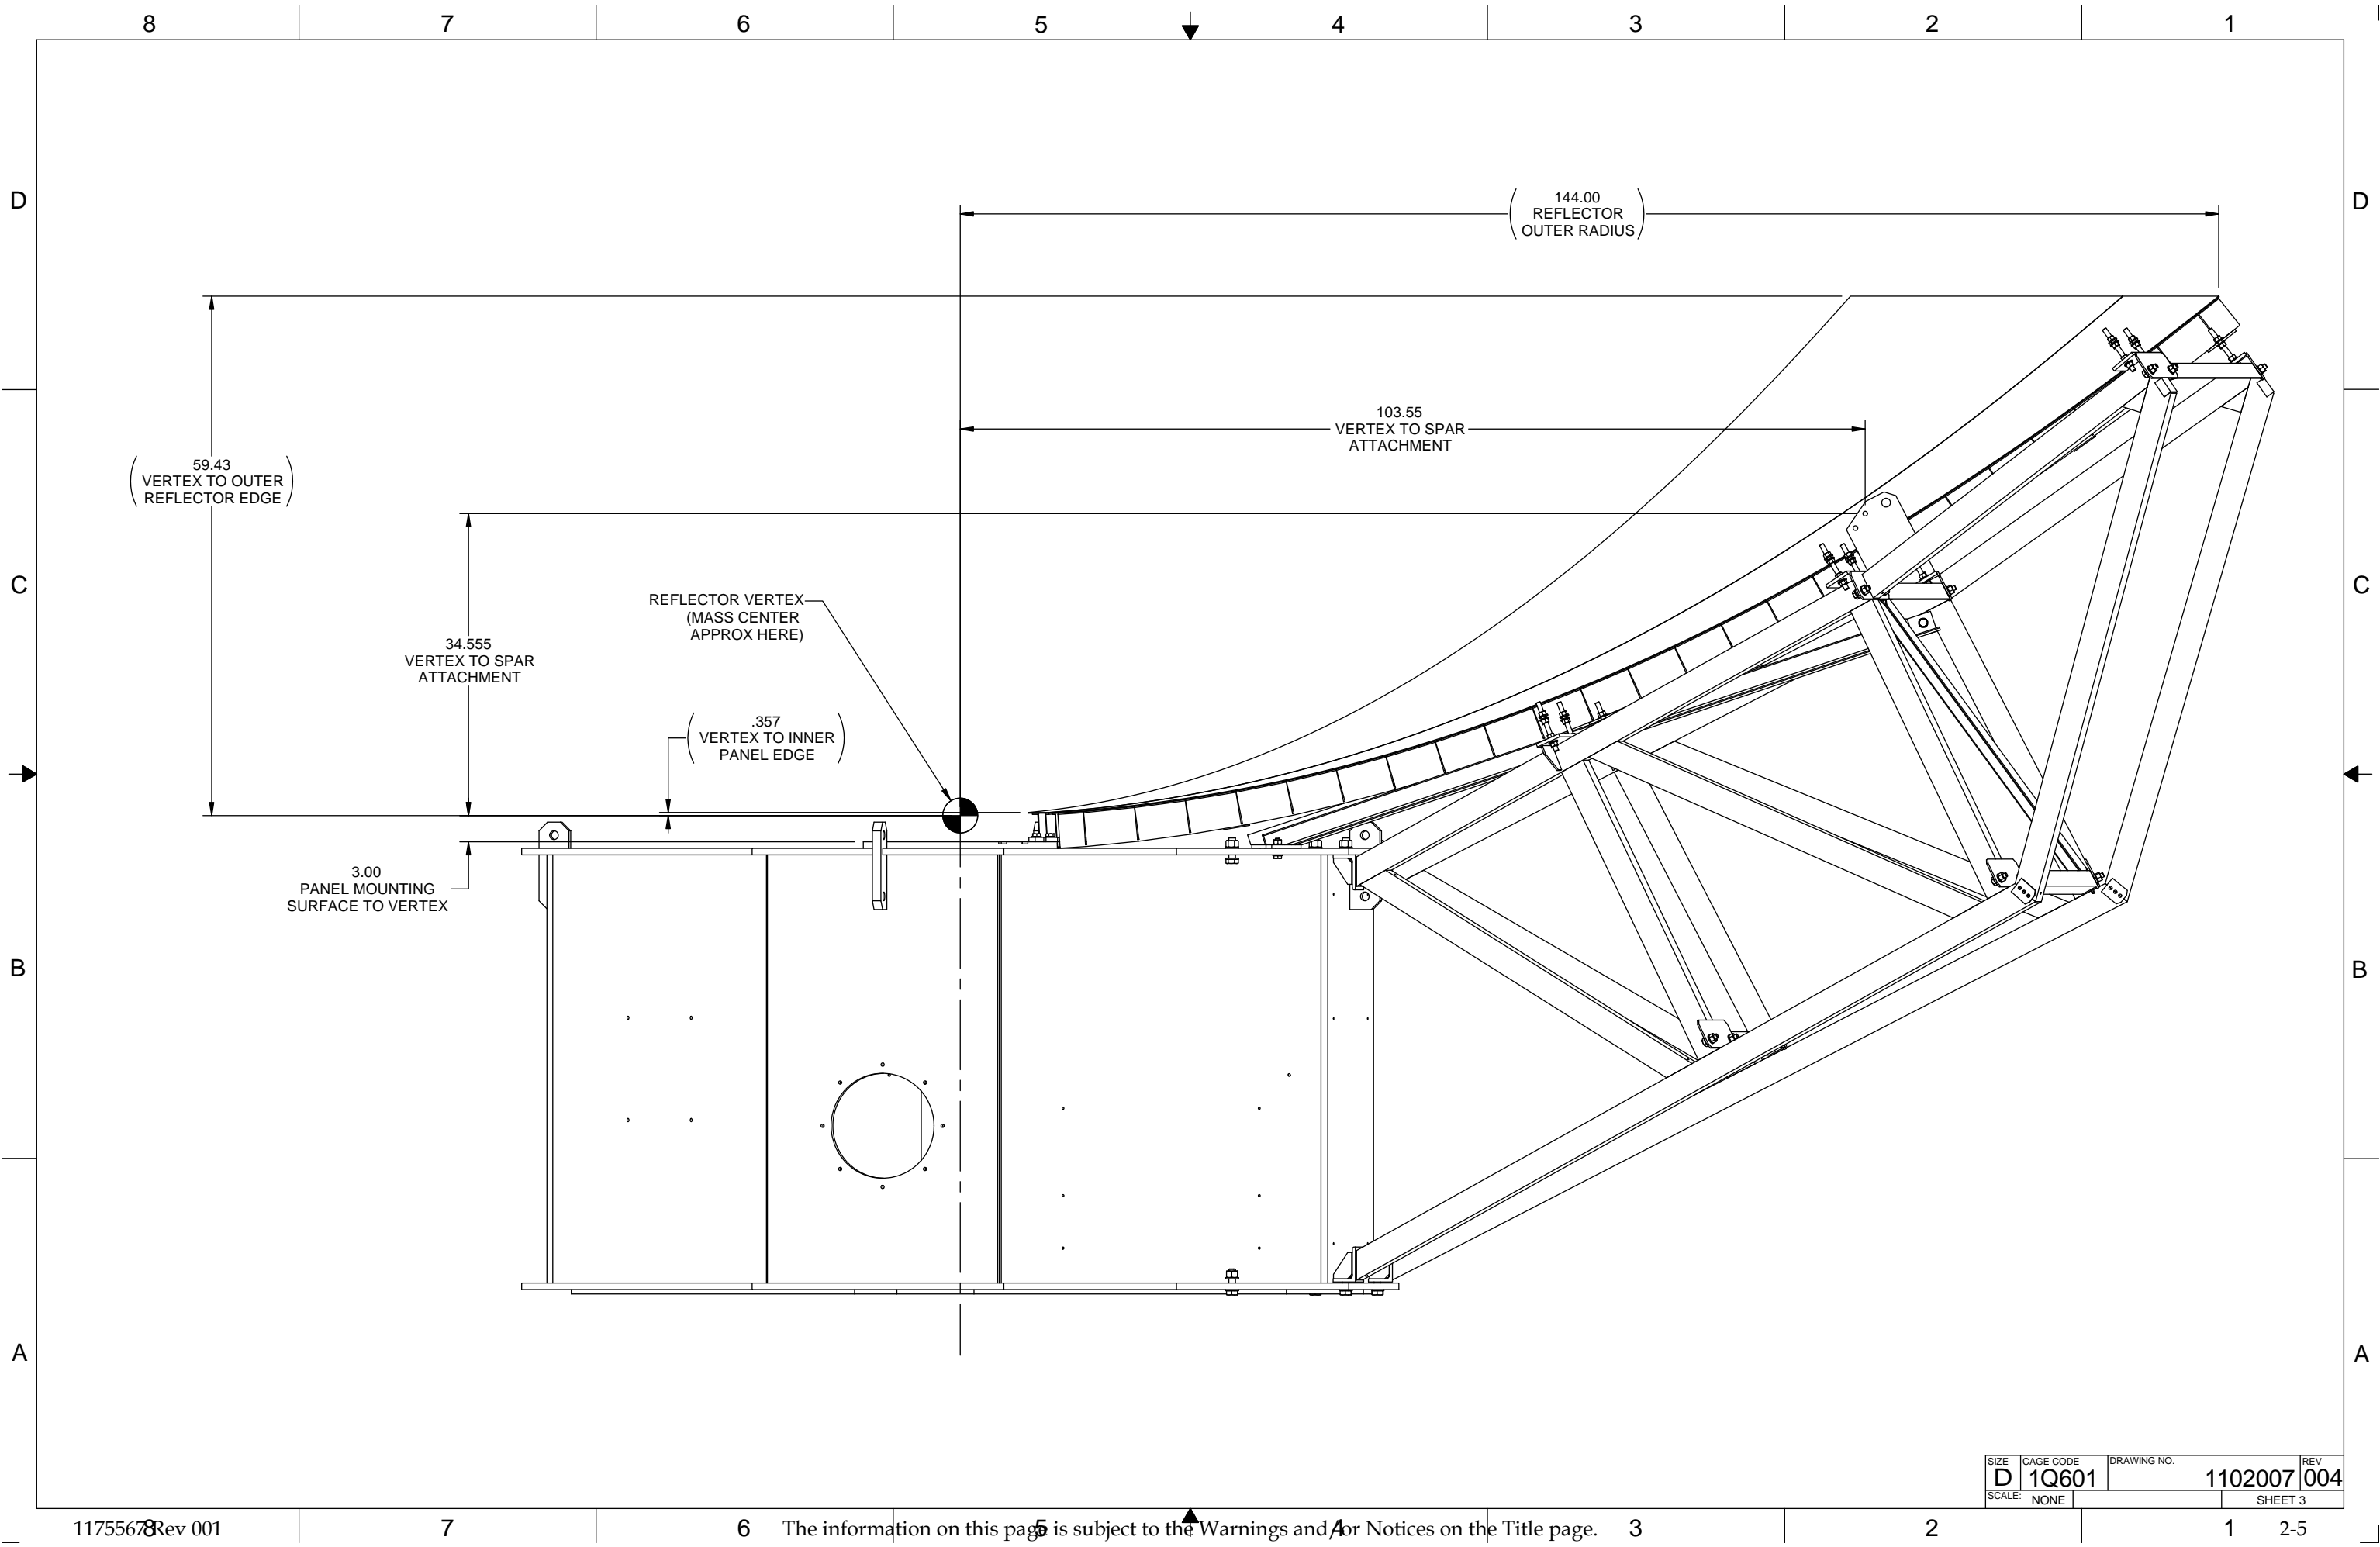 8 7 6 5 4 3 2 1
D D
144.00
REFLECTOR
OUTER RADIUS
103.55
VERTEX TO SPAR
ATTACHMENT
59.43
VERTEX TO OUTER
REFLECTOR EDGE
C C
REFLECTOR VERTEX
(MASS CENTER
APPROX HERE)
34.555
VERTEX TO SPAR
ATTACHMENT
.357
VERTEX TO INNER
PANEL EDGE
3.00
PANEL MOUNTING
SURFACE TO VERTEX
B B
A A
SIZE CAGE CODE DRAWING NO. REV
D 1Q601 1102007 004
SCALE: NONE SHEET 3
8 7 6 5 4 3 2 1
1175567 Rev 001 The information on this page is subject to the Warnings and/or Notices on the Title page. 2-5